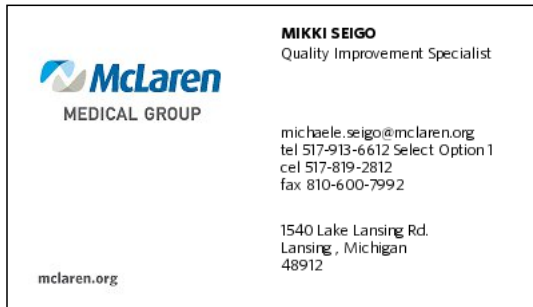 McLaren
MEDICAL GROUP
mclaren.org
MIKKI SEIGO
Quality Improvement Specialist
michaele.seigo@mclaren.org
tel 517-913-6612 Select Option 1
cel 517-819-2812
fax 810-600-7992
1540 Lake Lansing Rd.
Lansing , Michigan
48912